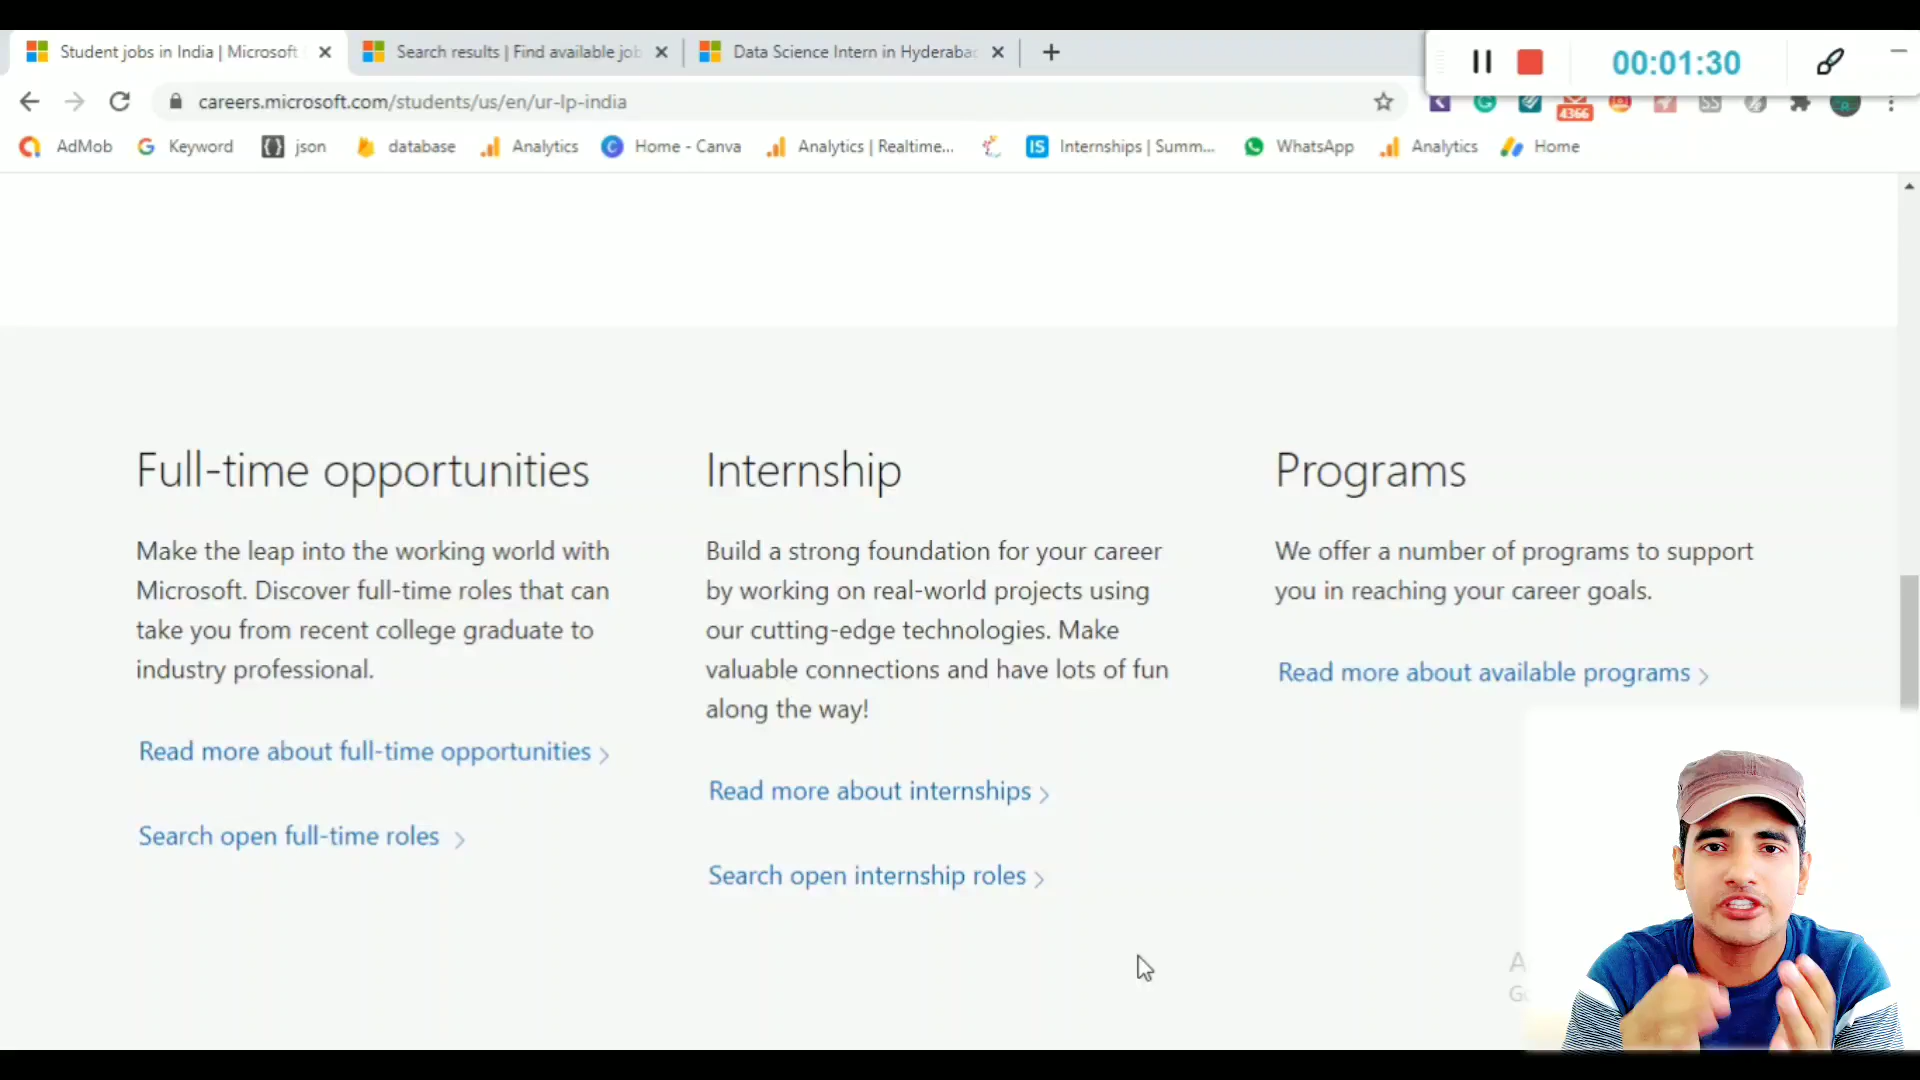 Student jobs in India | Microsoft
Search results | Find available job
Data Science Intern in Hyderabad
00:01:30
careers.microsoft.com/students/us/en/ur-lp-india
4366
AdMob
Keyword
json
database
Analytics
Home - Canva
Analytics | Realtime...
IS
Internships | Summ...
WhatsApp
Analytics
Home
Full-time opportunities
Make the leap into the working world with
Microsoft. Discover full-time roles that can
take you from recent college graduate to
industry professional.
Read more about full-time opportunities
Search open full-time roles
Internship
Build a strong foundation for your career
by working on real-world projects using
our cutting-edge technologies. Make
valuable connections and have lots of fun
along the way!
Read more about internships
Search open internship roles
Programs
We offer a number of programs to support
you in reaching your career goals.
Read more about available programs